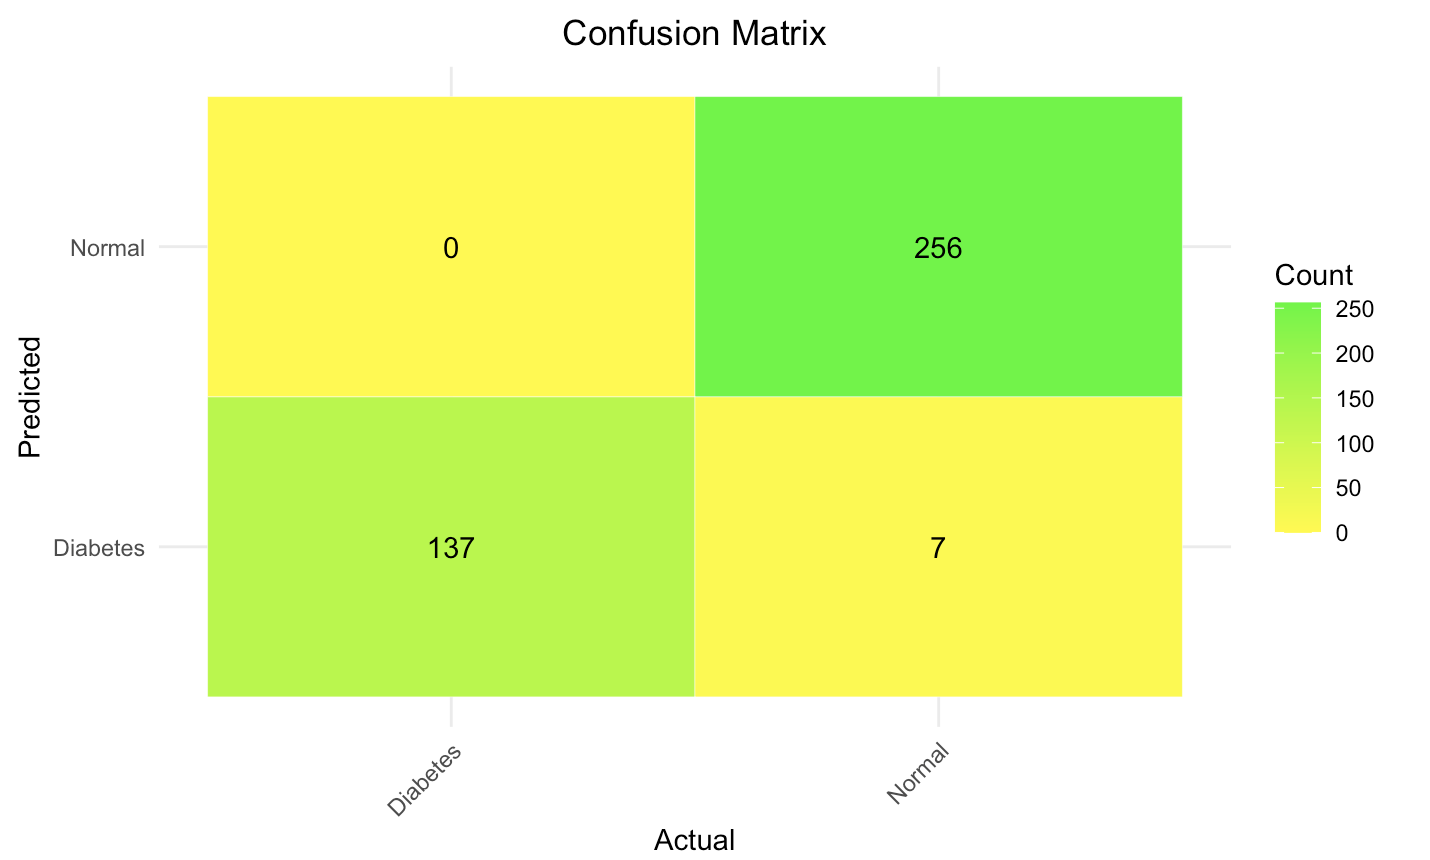 Confusion Matrix
Predicted
Normal
Diabetes
0
256
137
7
Diabetes
Normal
Actual
Count
250
200
150
100
50
0